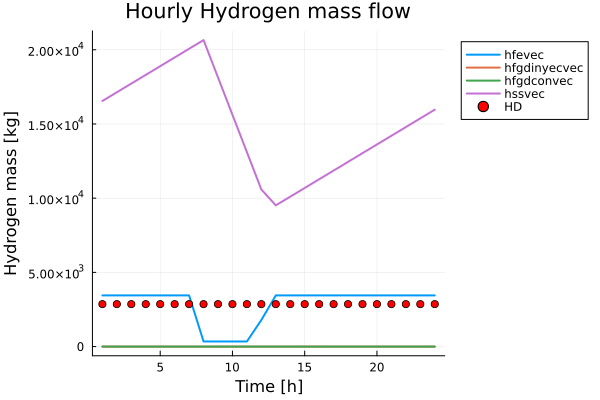 Hourly Hydrogen mass flow
Hydrogen mass [kg]
2.00×10⁴
1.50×10⁴
1.00×10⁴
5.00×10³
0
5 10 15 20
Time [h]
hfevec
hfgdinyecvec
hfgdconvec
hssvec
HD